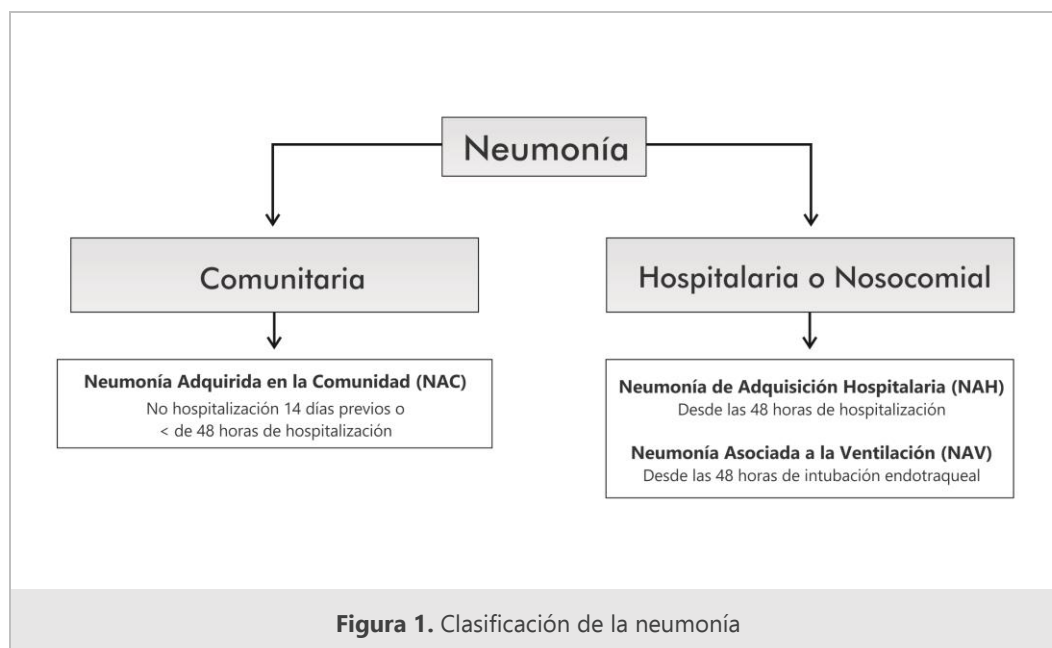 Neumonía
Comunitaria
Hospitalaria o Nosocomial
Neumonía Adquirida en la Comunidad (NAC)
No hospitalización 14 días previos o
< de 48 horas de hospitalización
Neumonía de Adquisición Hospitalaria (NAH)
Desde las 48 horas de hospitalización
Neumonía Asociada a la Ventilación (NAV)
Desde las 48 horas de intubación endotraqueal
Figura 1. Clasificación de la neumonía